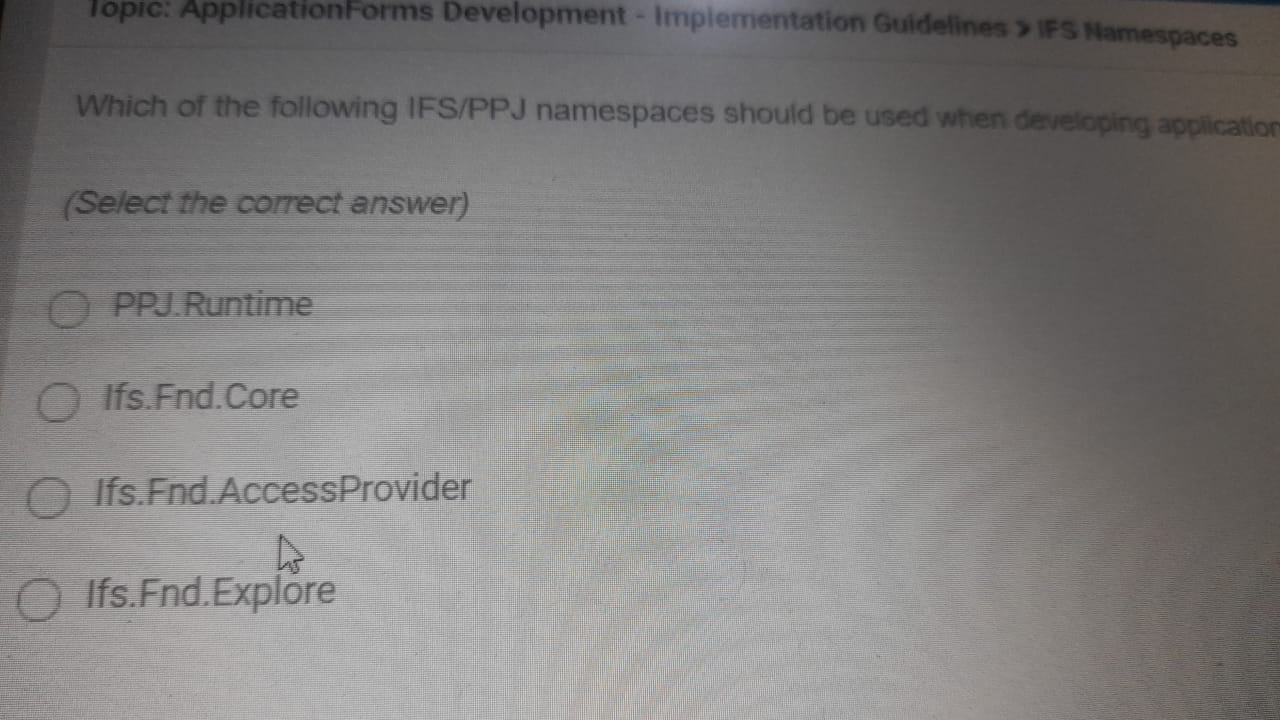 Topic: ApplicationForms Development - Implementation Guidelines > IFS Namespaces
Which of the following IFS/PPJ namespaces should be used when developing application
(Select the correct answer)
PPJ.Runtime
Ifs.Fnd.Core
Ifs.Fnd.AccessProvider
Ifs.Fnd.Explore